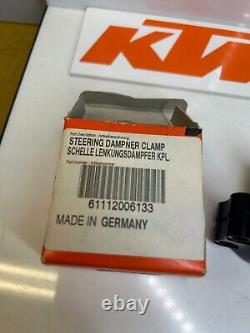 KTM
Part Description - Artikelbezeichnung:
STEERING DAMPNER CLAMP
SCHELLE LENKUNGSDAMPFER KPL.
Part Number - Artikelnummer:
61112006133
MADE IN GERMANY